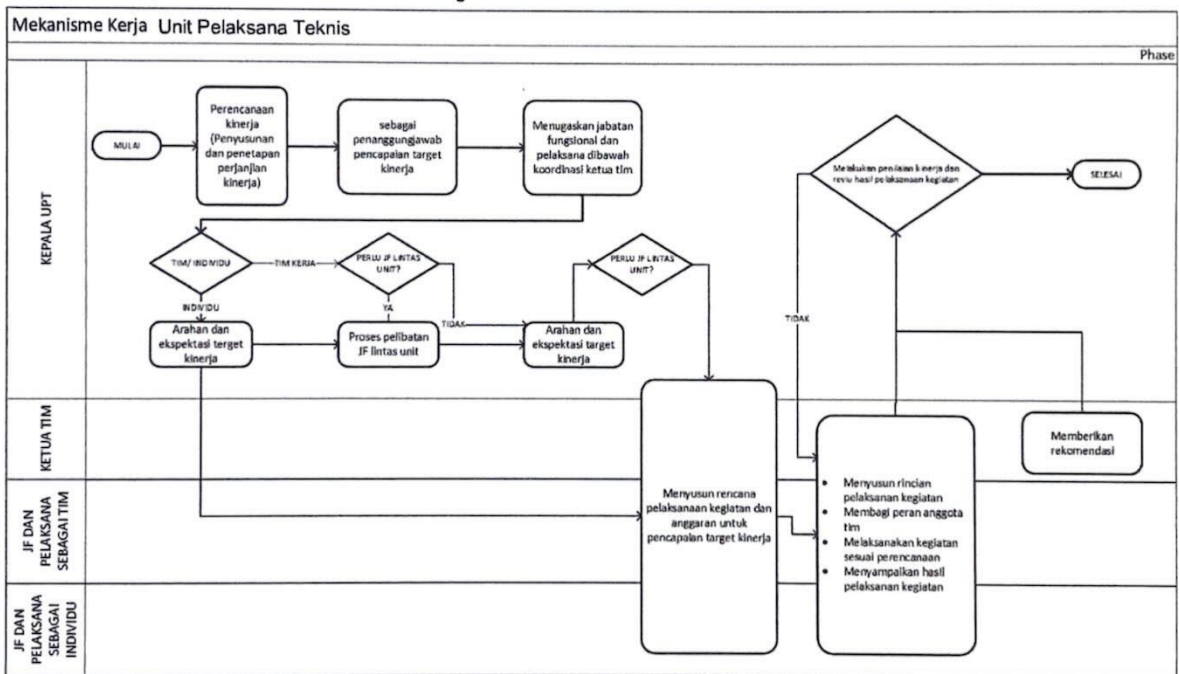 Mekanisme Kerja Unit Pelaksana Teknis
Phase
KEPALA UPT
MULAI
Perencanaan
kinerja
(Penyusunan
dan penetapan
perjanjian
kinerja)
sebagai
penanggungjawab
pencapaian target
kinerja
Menugaskan jabatan
fungsional dan
pelaksana dibawah
koordinasi ketua tim
Melakukan penilaian kinerja dan
reviu hasil pelaksanaan kegiatan
SELESAI
TIM/ INDIVIDU
TIM KERJA
PERLU JF LINTAS
UNIT?
PERLU JF LINTAS
UNIT?
INDIVIDU
YA
TIDAK
TIDAK
Arahan dan
ekspektasi terget
kinerja
Proses pelibatan
JF lintas unit
Arahan dan
ekspektasi target
kinerja
KETUA TIM
Memberikan
rekomendasi
JF DAN
PELAKSANA
SEBAGAI TIM
Menyusun rencana
pelaksanaan kegiatan dan
anggaran untuk
pencapaian target kinerja
• Menyusun rincian
pelaksanan kegiatan
• Membagi peran anggota
tim
• Melaksanakan kegiatan
sesuai perencanaan
• Menyampaikan hasil
pelaksanan kegiatan
JF DAN
PELAKSANA
SEBAGAI
INDIVIDU